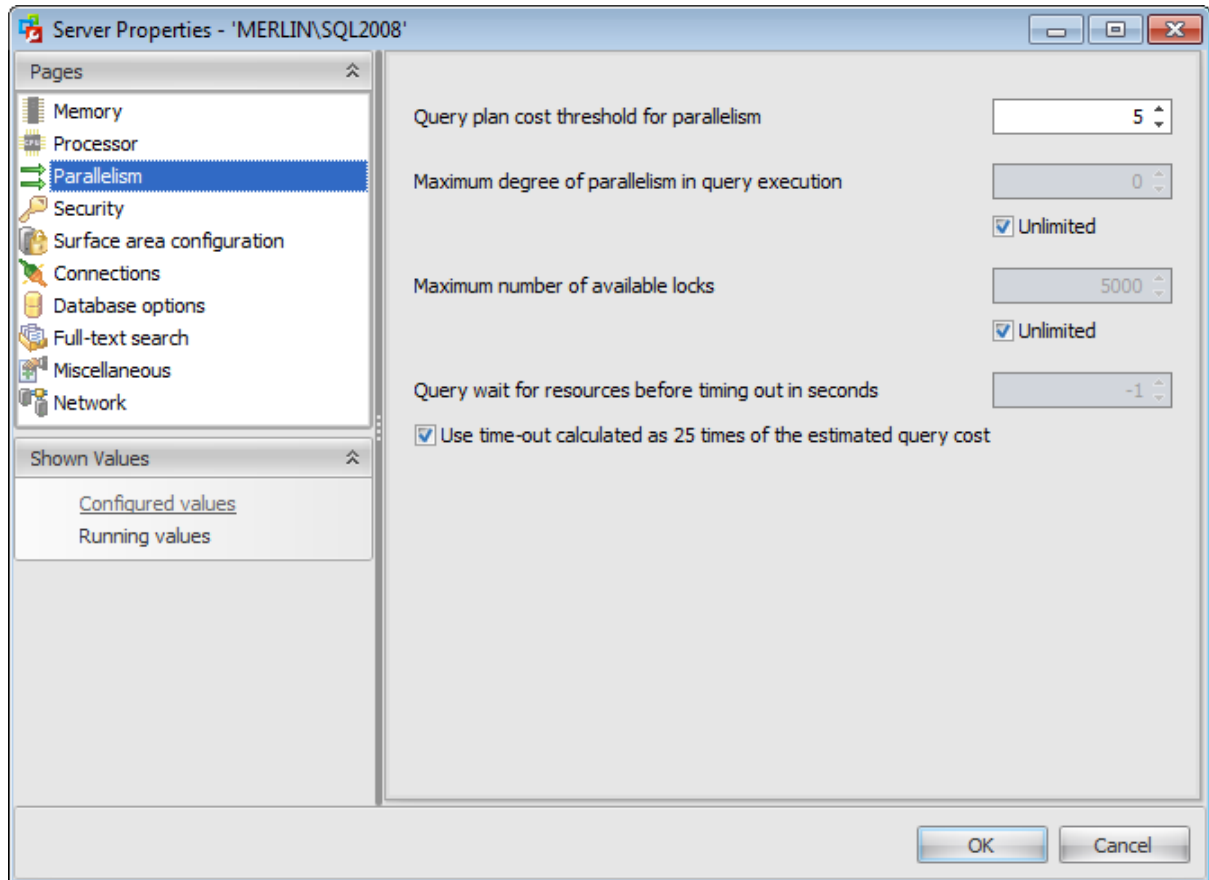 Server Properties - 'MERLIN\SQL2008'
Pages
Memory
Processor
Parallelism
Security
Surface area configuration
Connections
Database options
Full-text search
Miscellaneous
Network
Shown Values
Configured values
Running values
Query plan cost threshold for parallelism 5
Maximum degree of parallelism in query execution 0
Unlimited
Maximum number of available locks 5000
Unlimited
Query wait for resources before timing out in seconds -1
Use time-out calculated as 25 times of the estimated query cost
OK Cancel